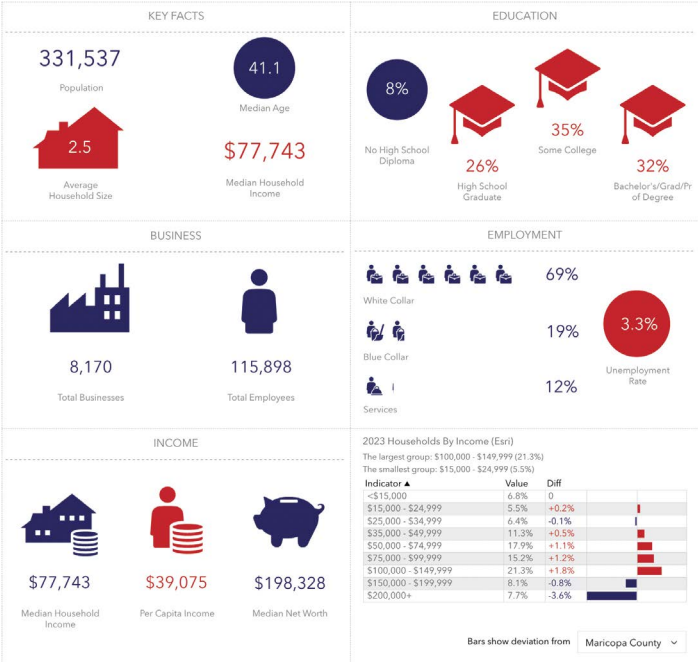 KEY FACTS
331,537
Population
41.1
Median Age
2.5
Average
Household Size
$77,743
Median Household
Income
EDUCATION
8%
No High School
Diploma
26%
High School
Graduate
35%
Some College
32%
Bachelor's/Grad/Pr
of Degree
BUSINESS
8,170
Total Businesses
115,898
Total Employees
EMPLOYMENT
69%
White Collar
19%
Blue Collar
12%
Services
3.3%
Unemployment
Rate
INCOME
$77,743
Median Household
Income
$39,075
Per Capita Income
$198,328
Median Net Worth
2023 Households By Income (Esri)
The largest group: $100,000 - $149,999 (21.3%)
The smallest group: $15,000 - $24,999 (5.5%)
Indicator ▲ Value Diff
<$15,000 6.8% 0
$15,000 - $24,999 5.5% +0.2%
$25,000 - $34,999 6.4% -0.1%
$35,000 - $49,999 11.3% +0.5%
$50,000 - $74,999 17.9% +1.1%
$75,000 - $99,999 15.2% +1.2%
$100,000 - $149,999 21.3% +1.8%
$150,000 - $199,999 8.1% -0.8%
$200,000+ 7.7% -3.6%
Bars show deviation from Maricopa County